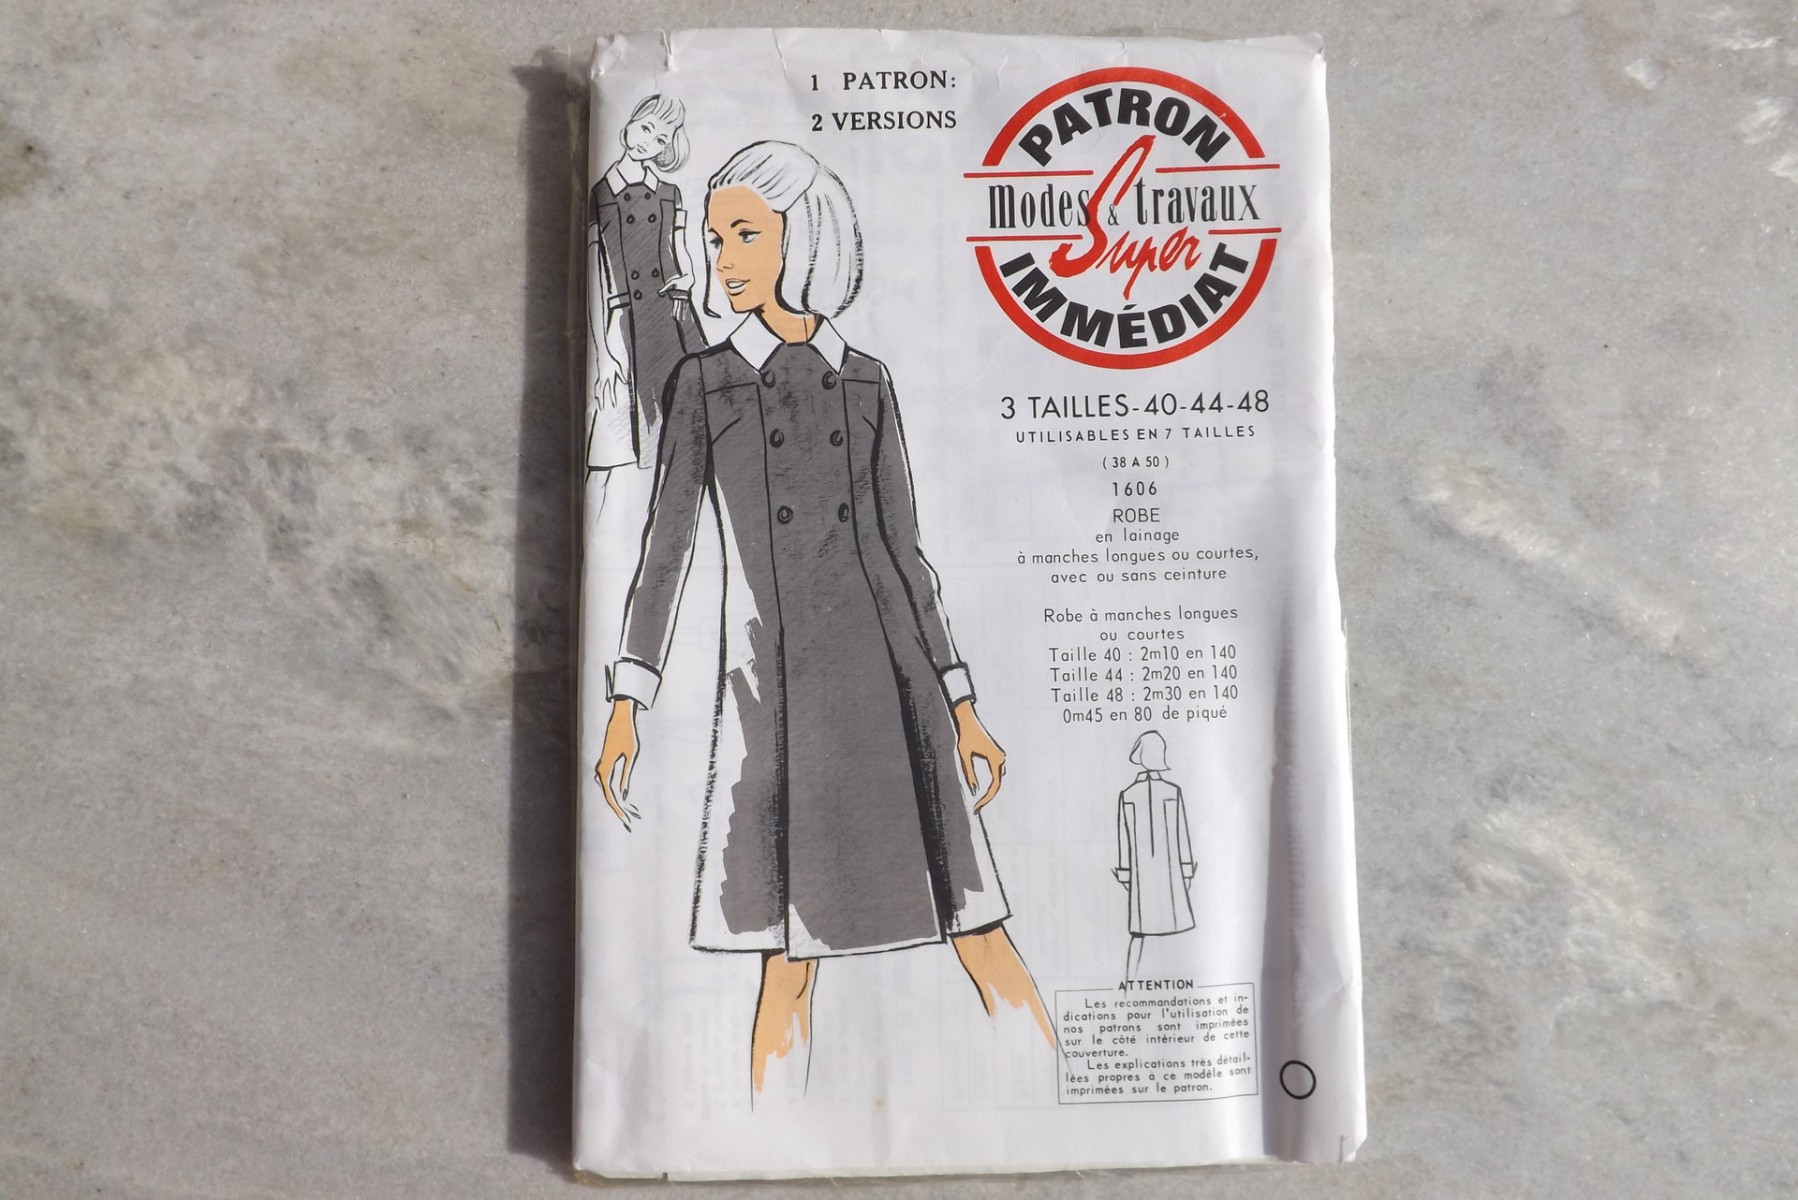 1 PATRON:
2 VERSIONS
PATRON
Modes & travaux
Super
IMMÉDIAT
3 TAILLES-40-44-48
UTILISABLES EN 7 TAILLES
( 38 A 50 )
1606
ROBE
en lainage
à manches longues ou courtes,
avec ou sans ceinture
Robe à manches longues
ou courtes
Taille 40 : 2m10 en 140
Taille 44 : 2m20 en 140
Taille 48 : 2m30 en 140
0m45 en 80 de piqué
ATTENTION
Les recommandations et in-
dications pour l'utilisation de
nos patrons sont imprimées
sur le côté intérieur de cette
couverture.
Les explications très détail-
lées propres à ce modèle sont
imprimées sur le patron.